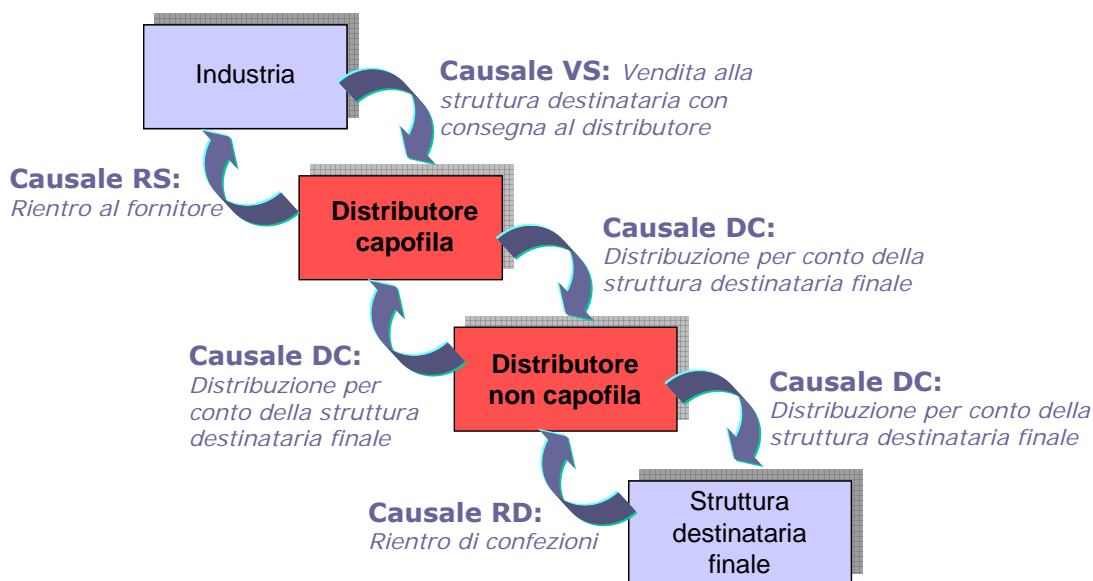 Industria
Causale VS: Vendita alla
struttura destinataria con
consegna al distributore
Causale RS:
Rientro al fornitore
Distributore
capofila
Causale DC:
Distribuzione per conto della
struttura destinataria finale
Causale DC:
Distribuzione per
conto della struttura
destinataria finale
Distributore
non capofila
Causale DC:
Distribuzione per conto della
struttura destinataria finale
Causale RD:
Rientro di confezioni
Struttura
destinataria
finale